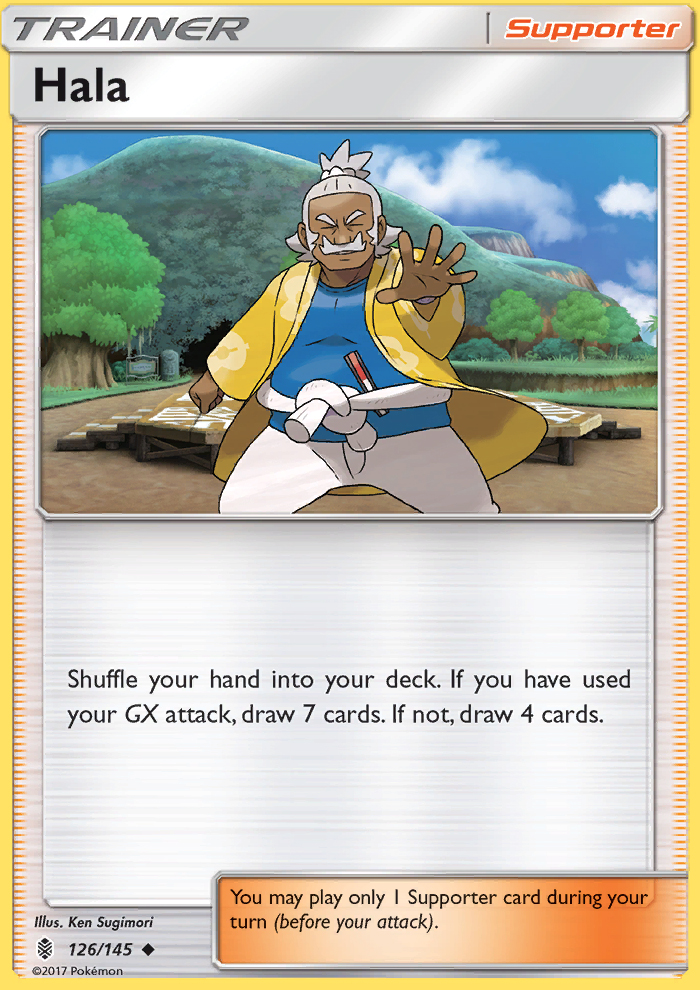 TRAINER
Supporter
Hala
Shuffle your hand into your deck. If you have used
your GX attack, draw 7 cards. If not, draw 4 cards.
You may play only 1 Supporter card during your
turn (before your attack).
Illus. Ken Sugimori
126/145
©2017 Pokémon